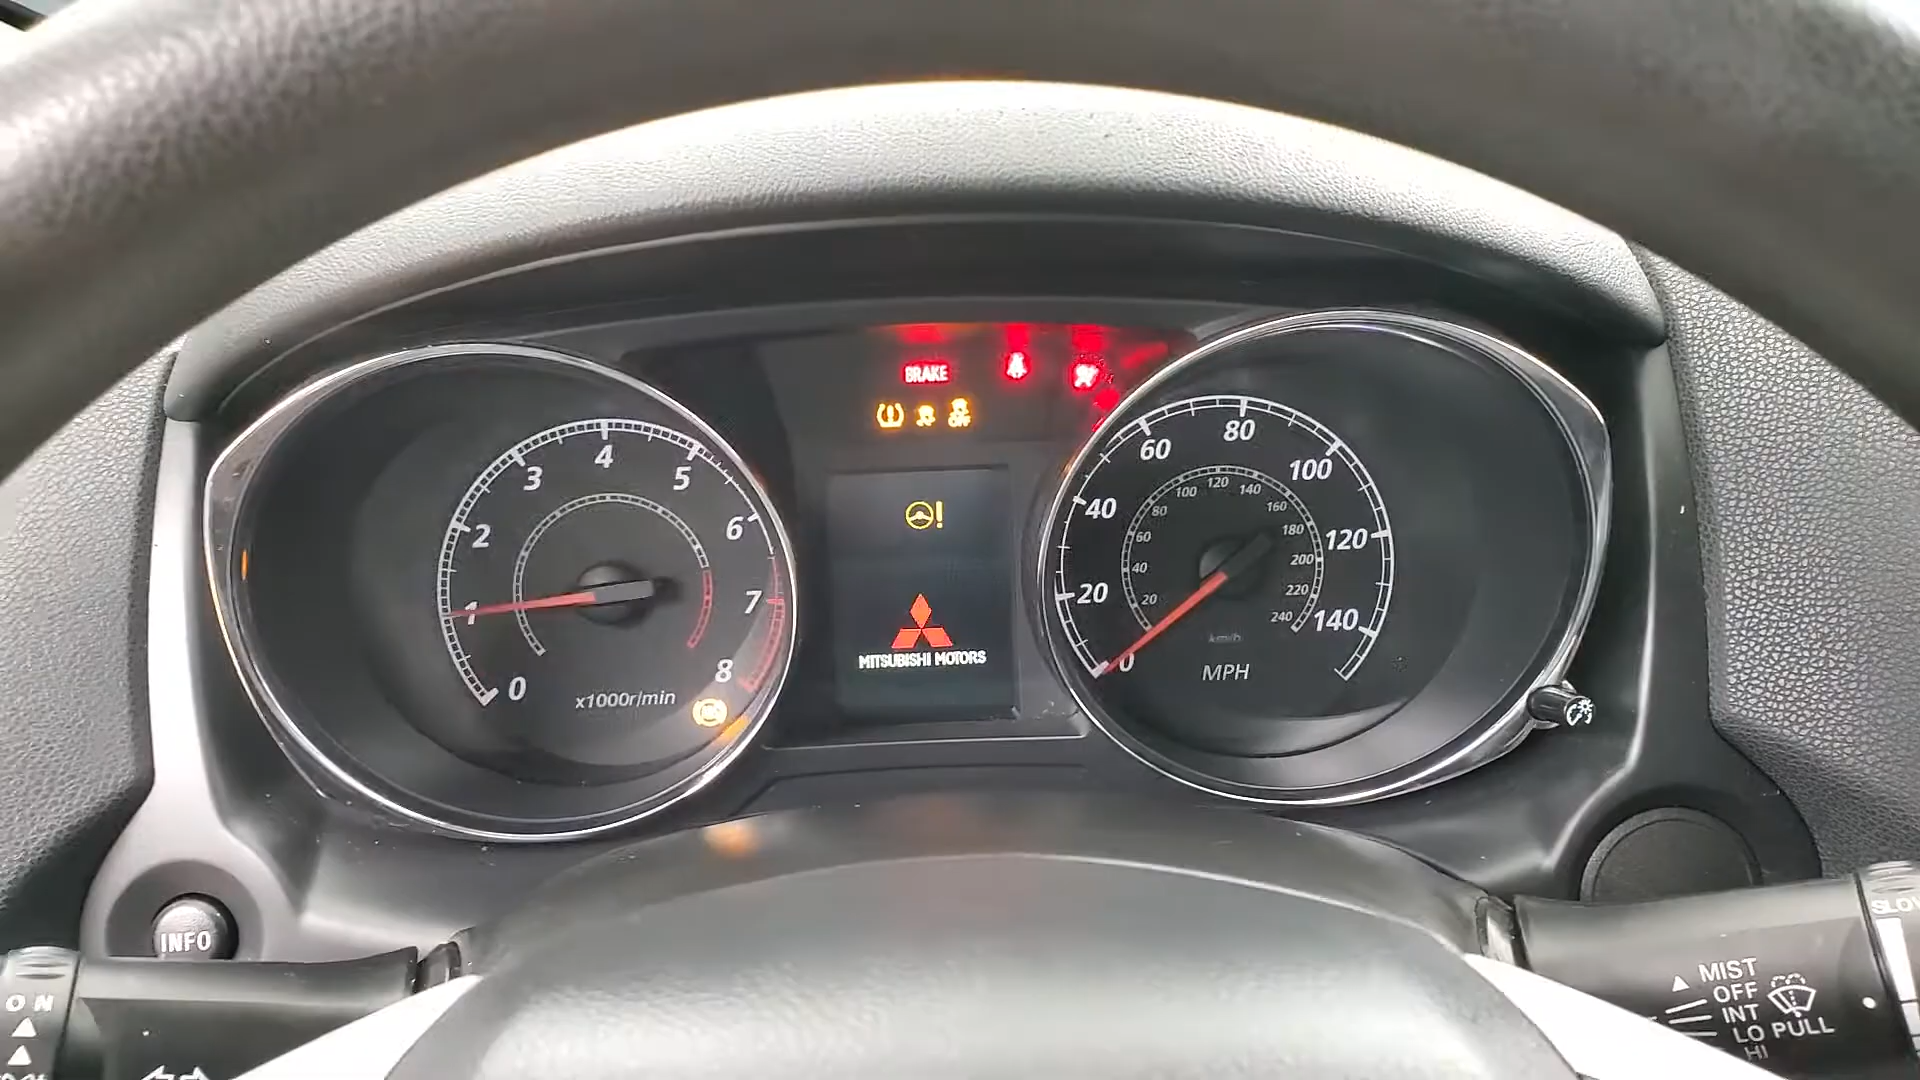 BRAKE
OFF
0
1
2
3
4
5
6
7
8
x1000r/min
MITSUBISHI MOTORS
0
20
40
60
80
100
120
140
20
40
60
80
100
120
140
160
180
200
220
240
km/h
MPH
INFO
ON
MIST
OFF
INT
LO PULL
HI